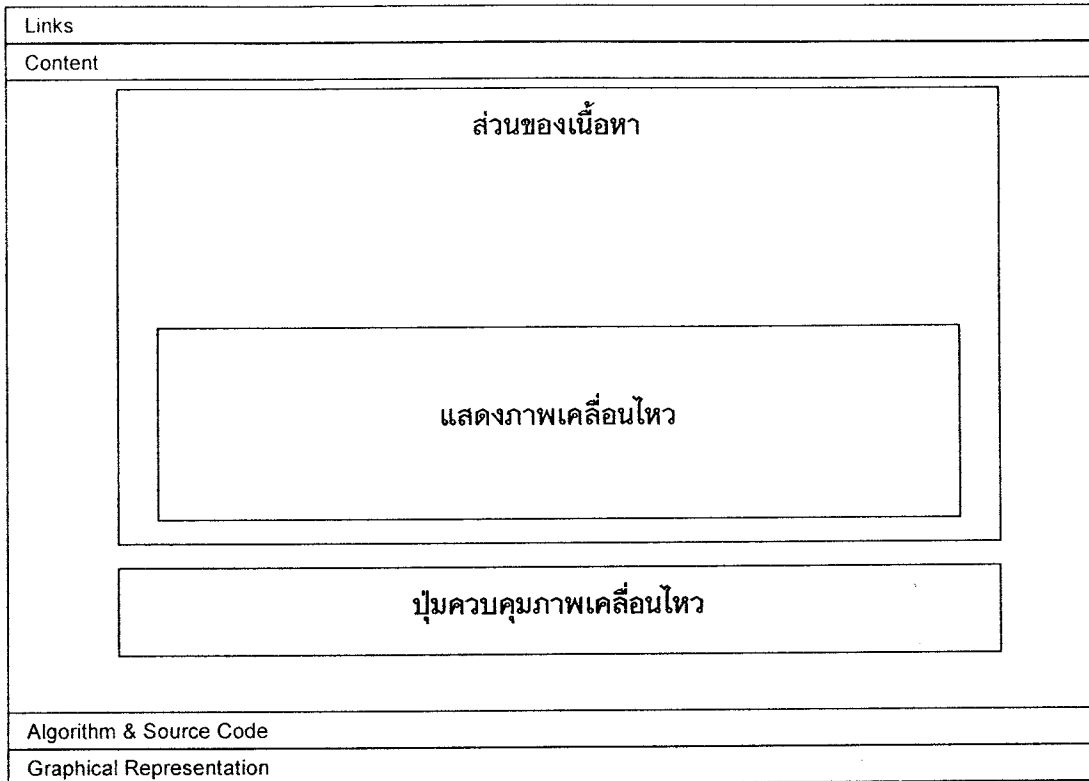 Links
Content
ส่วนของเนื้อหา
แสดงภาพเคลื่อนไหว
ปุ่มควบคุมภาพเคลื่อนไหว
Algorithm & Source Code
Graphical Representation